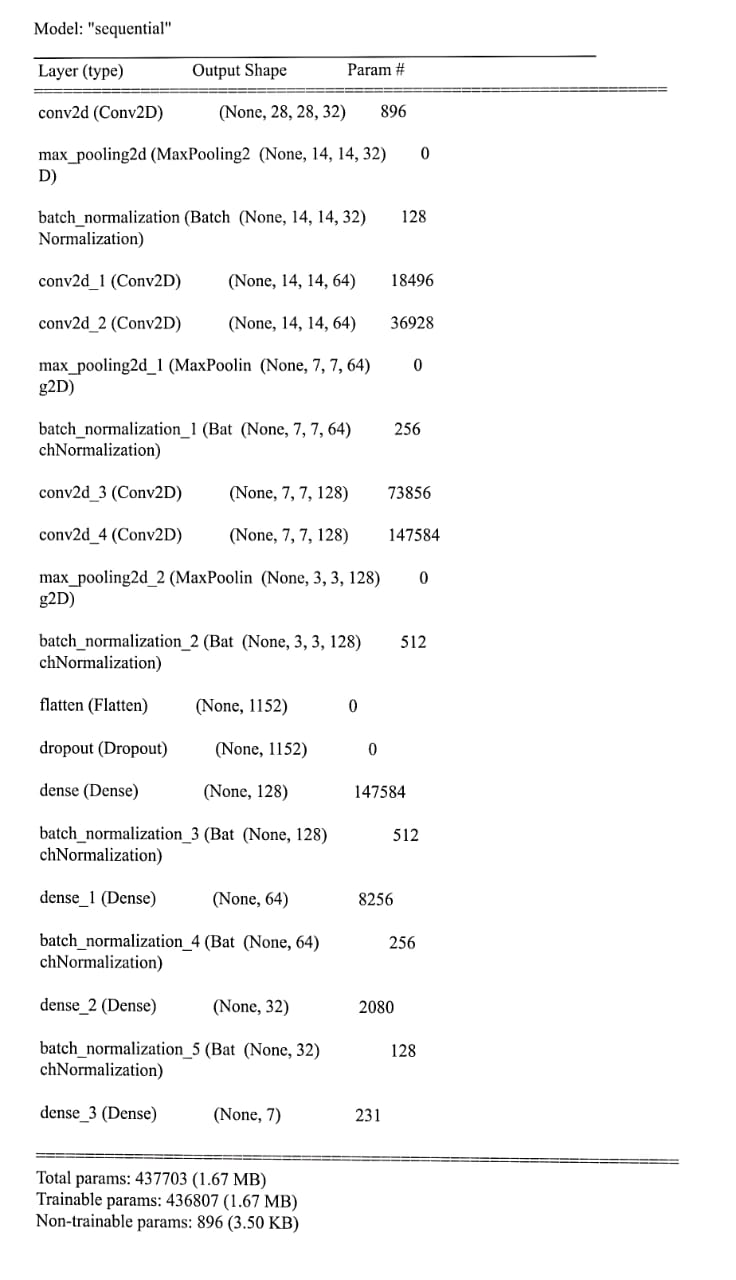 Model: "sequential"
Layer (type) Output Shape Param #
conv2d (Conv2D) (None, 28, 28, 32) 896
max_pooling2d (MaxPooling2 (None, 14, 14, 32) 0
D)
batch_normalization (Batch (None, 14, 14, 32) 128
Normalization)
conv2d_1 (Conv2D) (None, 14, 14, 64) 18496
conv2d_2 (Conv2D) (None, 14, 14, 64) 36928
max_pooling2d_1 (MaxPoolin (None, 7, 7, 64) 0
g2D)
batch_normalization_1 (Bat (None, 7, 7, 64) 256
chNormalization)
conv2d_3 (Conv2D) (None, 7, 7, 128) 73856
conv2d_4 (Conv2D) (None, 7, 7, 128) 147584
max_pooling2d_2 (MaxPoolin (None, 3, 3, 128) 0
g2D)
batch_normalization_2 (Bat (None, 3, 3, 128) 512
chNormalization)
flatten (Flatten) (None, 1152) 0
dropout (Dropout) (None, 1152) 0
dense (Dense) (None, 128) 147584
batch_normalization_3 (Bat (None, 128) 512
chNormalization)
dense_1 (Dense) (None, 64) 8256
batch_normalization_4 (Bat (None, 64) 256
chNormalization)
dense_2 (Dense) (None, 32) 2080
batch_normalization_5 (Bat (None, 32) 128
chNormalization)
dense_3 (Dense) (None, 7) 231
Total params: 437703 (1.67 MB)
Trainable params: 436807 (1.67 MB)
Non-trainable params: 896 (3.50 KB)